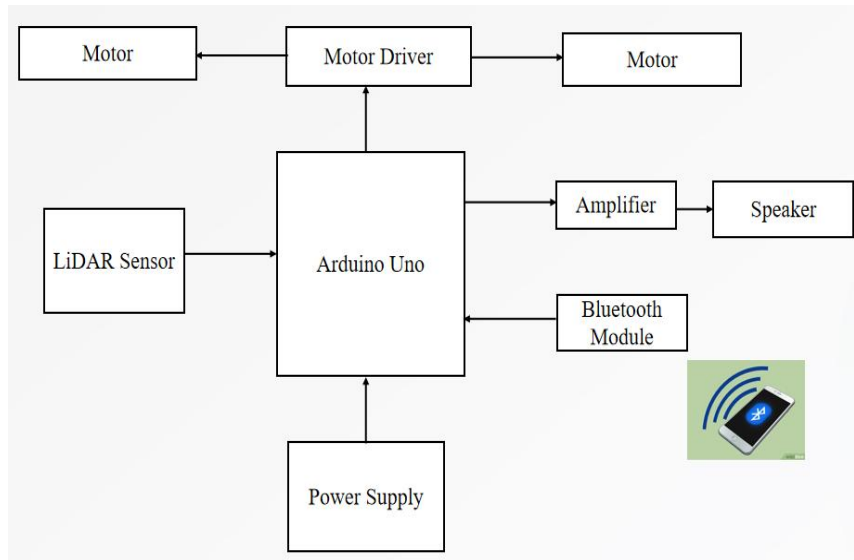 Motor
Motor Driver
Motor
Amplifier
Speaker
LiDAR Sensor
Arduino Uno
Bluetooth
Module
Power Supply